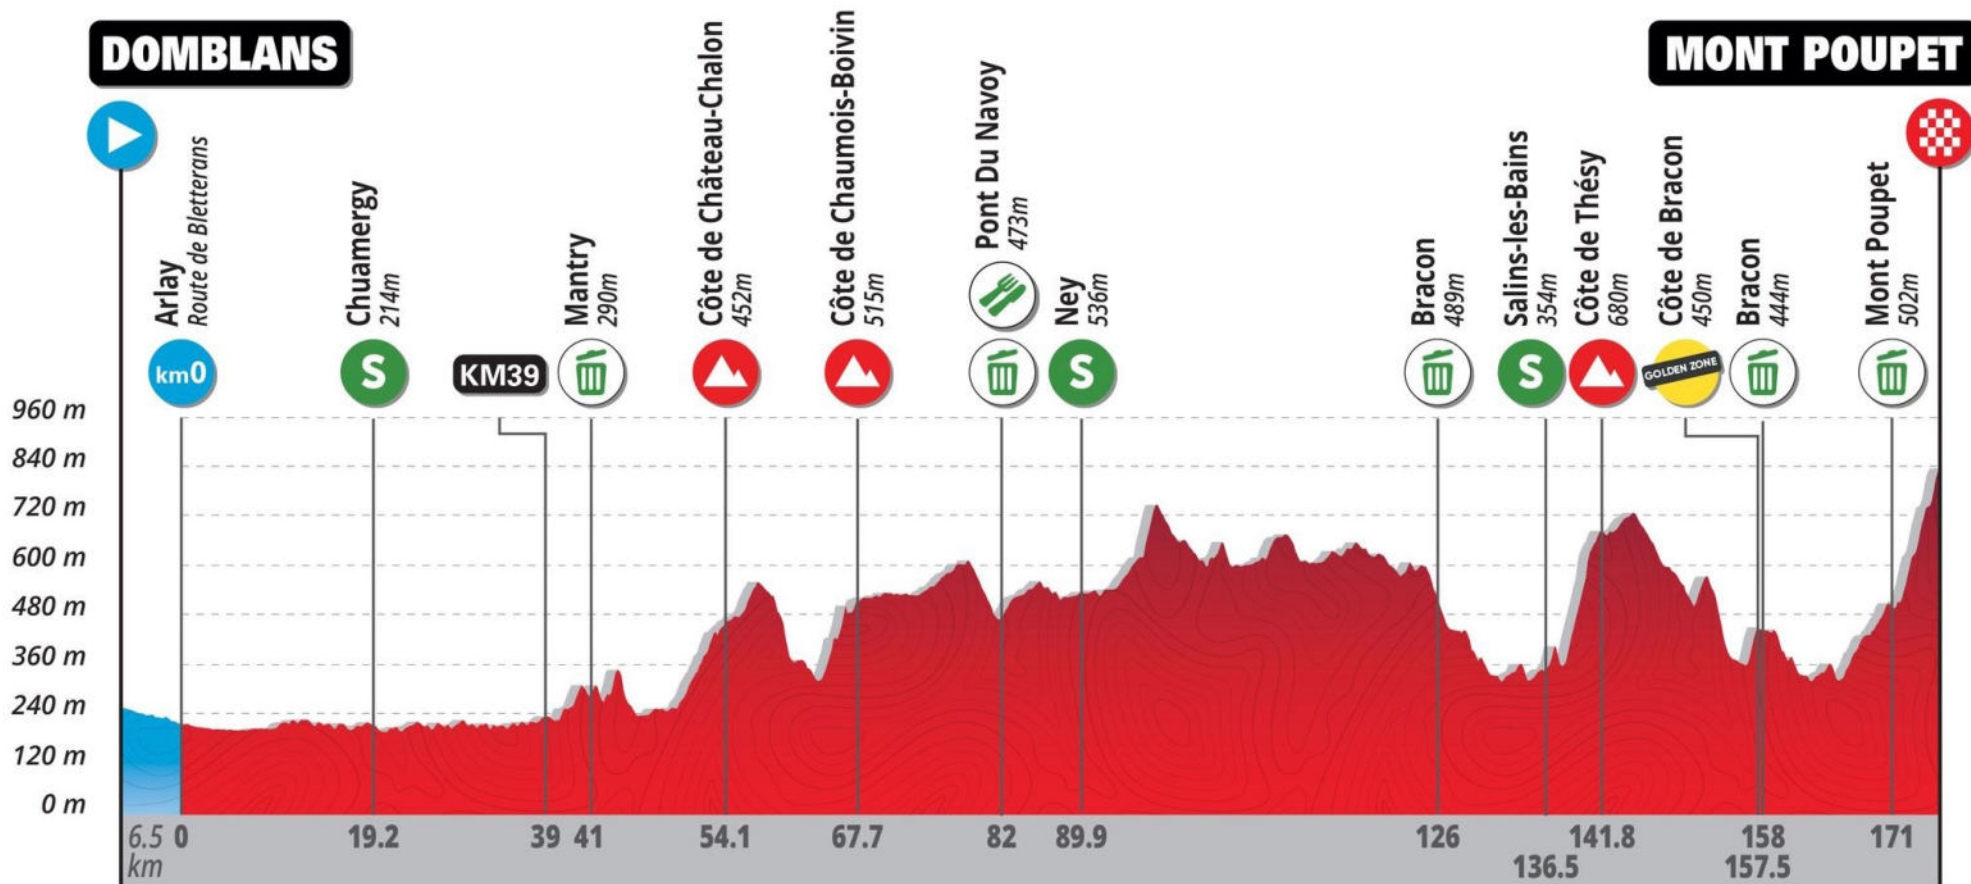 DOMBLANS
MONT POUPET
Arlay
Route de Bletterans
km0
Chuamergy
214m
S
KM39
Mantry
290m
Côte de Château-Chalon
452m
Côte de Chaumois-Boivin
515m
Pont Du Navoy
473m
Ney
536m
S
Bracon
489m
Salins-les-Bains
354m
S
Côte de Thésy
680m
Côte de Bracon
450m
GOLDEN ZONE
Bracon
444m
Mont Poupet
502m
960 m
840 m
720 m
600 m
480 m
360 m
240 m
120 m
0 m
6.5 km
0
19.2
39
41
54.1
67.7
82
89.9
126
136.5
141.8
157.5
158
171